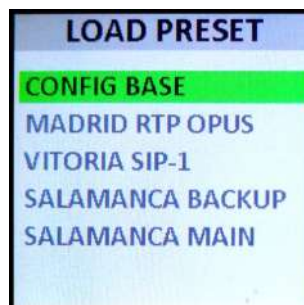 LOAD PRESET
CONFIG BASE
MADRID RTP OPUS
VITORIA SIP-1
SALAMANCA BACKUP
SALAMANCA MAIN